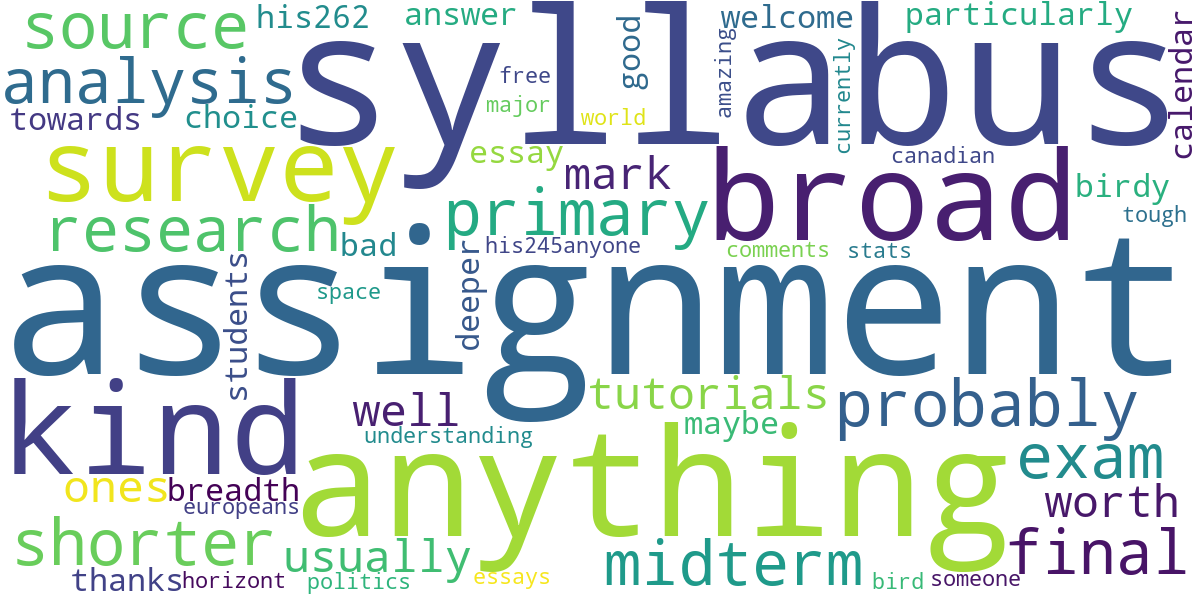 source
his262
answer
syllabus
good
welcome
particularly
analysis
free
amazing
currently
calendar
towards
choice
major
world
survey
essay
mark
broad
canadian
birdy
research
primary
tough
bad
his245anyone
comments
stats
assignment
students
space
deeper
kind
well
tutorials
probably
understanding
maybe
anything
exam
ones
breadth
worth
europeans
shorter
usually
midterm
final
thanks
horizont
politics
essays
bird
someone